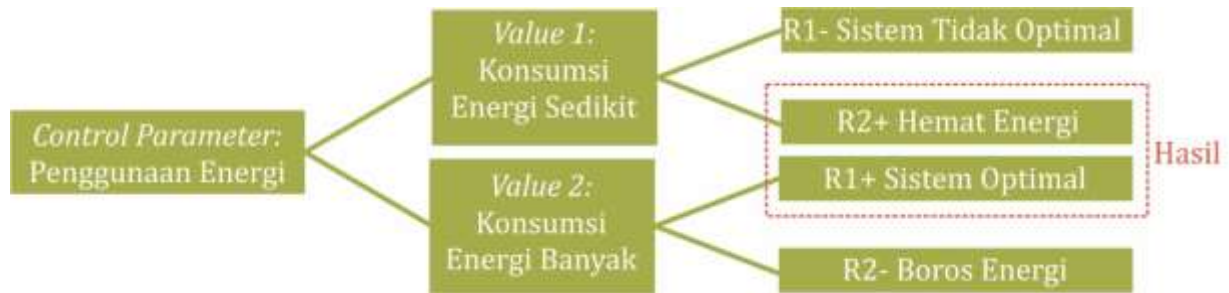 Control Parameter:
Penggunaan Energi
Value 1:
Konsumsi
Energi Sedikit
Value 2:
Konsumsi
Energi Banyak
R1- Sistem Tidak Optimal
R2+ Hemat Energi
R1+ Sistem Optimal
R2- Boros Energi
Hasil